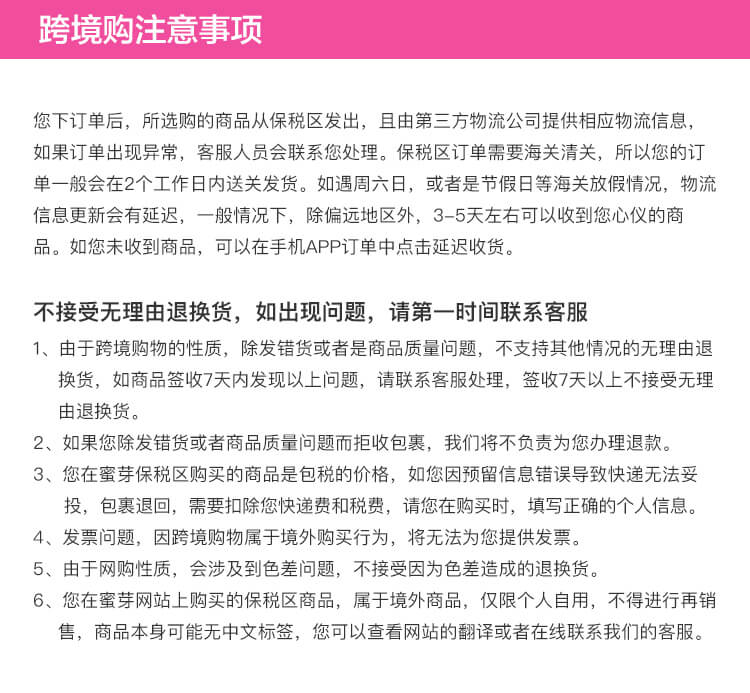 跨境购注意事项
您下订单后，所选购的商品从保税区发出，且由第三方物流公司提供相应物流信息，
如果订单出现异常，客服人员会联系您处理。保税区订单需要海关清关，所以您的订
单一般会在2个工作日内送关发货。如遇周六日，或者是节假日等海关放假情况，物流
信息更新会有延迟，一般情况下，除偏远地区外，3-5天左右可以收到您心仪的商
品。如您未收到商品，可以在手机APP订单中点击延迟收货。
不接受无理由退换货，如出现问题，请第一时间联系客服
1、由于跨境购物的性质，除发错货或者是商品质量问题，不支持其他情况的无理由退
换货，如商品签收7天内发现以上问题，请联系客服处理，签收7天以上不接受无理
由退换货。
2、如果您除发错货或者商品质量问题而拒收包裹，我们将不负责为您办理退款。
3、您在蜜芽保税区购买的商品是包税的价格，如您因预留信息错误导致快递无法妥
投，包裹退回，需要扣除您快递费和税费，请您在购买时，填写正确的个人信息。
4、发票问题，因跨境购物属于境外购买行为，将无法为您提供发票。
5、由于网购性质，会涉及到色差问题，不接受因为色差造成的退换货。
6、您在蜜芽网站上购买的保税区商品，属于境外商品，仅限个人自用，不得进行再销
售，商品本身可能无中文标签，您可以查看网站的翻译或者在线联系我们的客服。